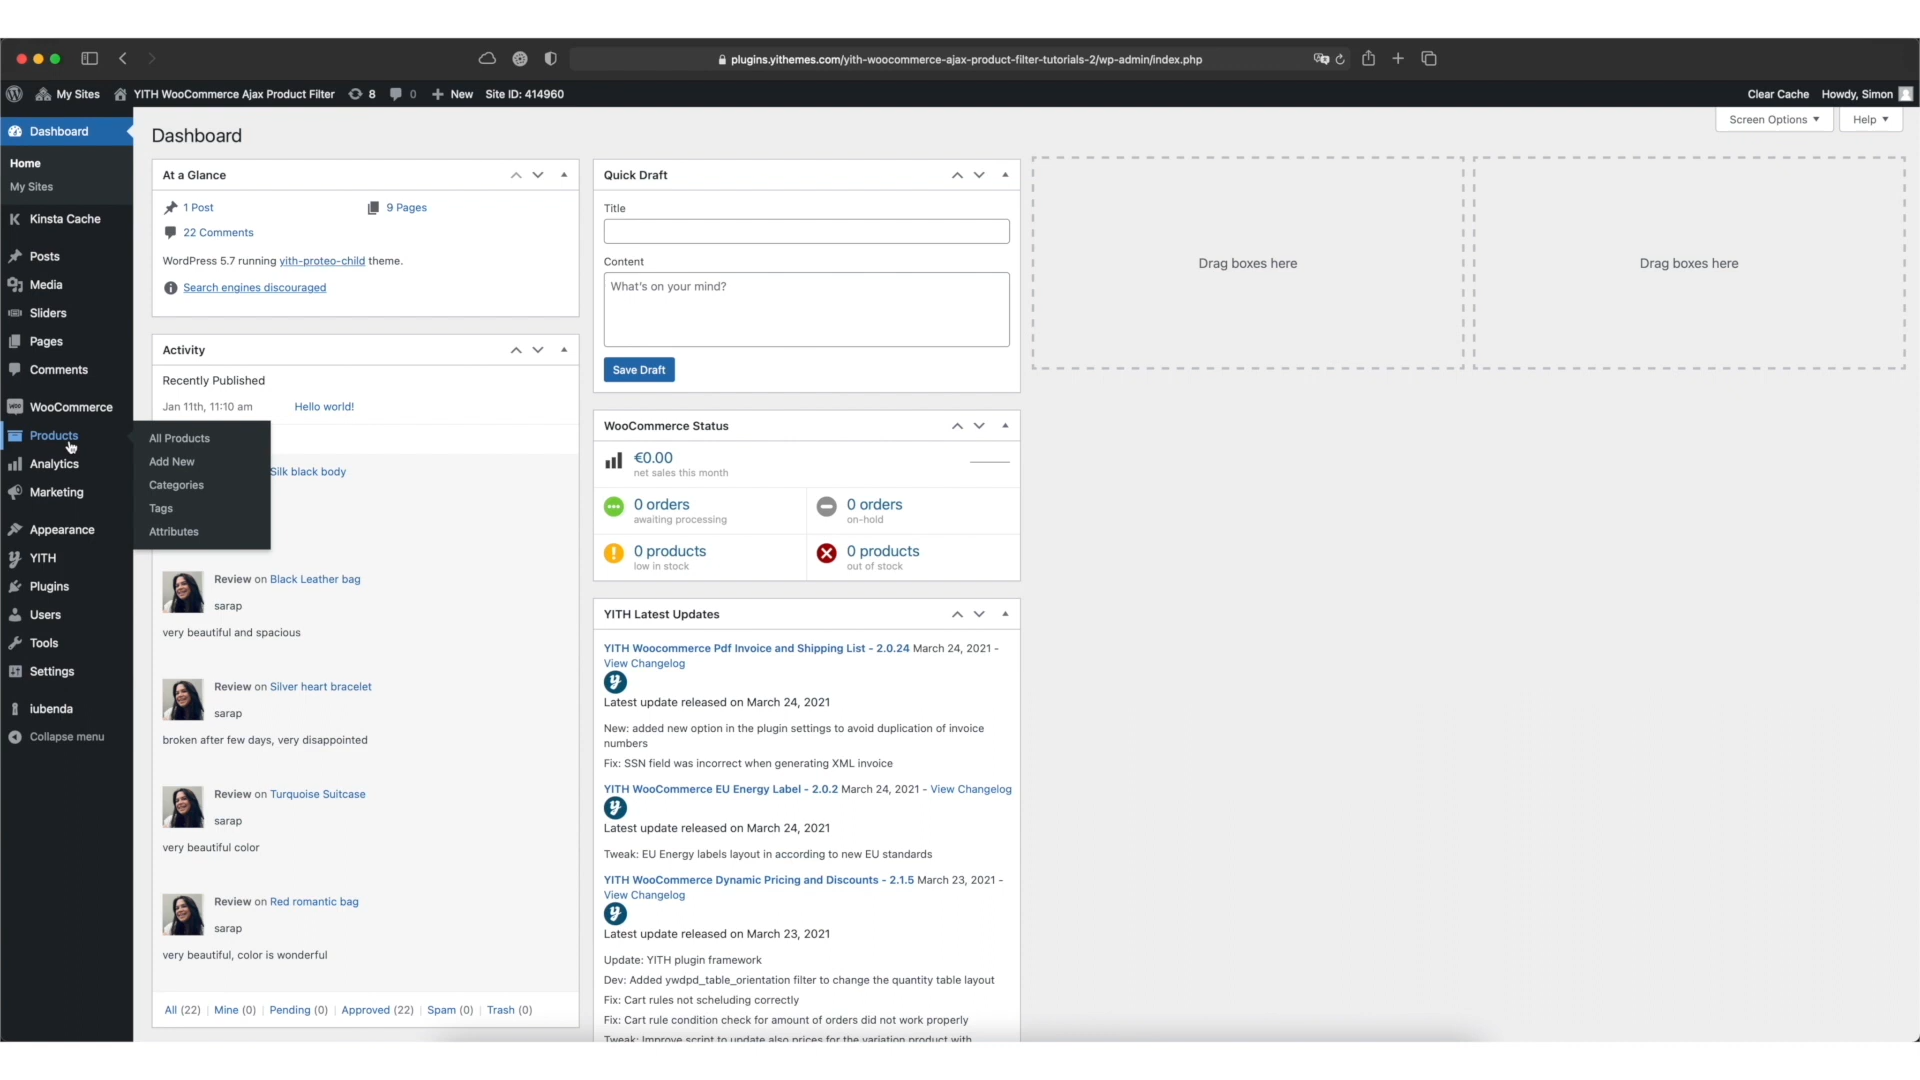 plugins.yithemes.com/yith-woocommerce-ajax-product-filter-tutorials-2/wp-admin/index.php
My Sites
YITH WooCommerce Ajax Product Filter
8
0
New
Site ID: 414960
Clear Cache
Howdy, Simon
Screen Options
Help
Dashboard
Home
My Sites
Kinsta Cache
Posts
Media
Sliders
Pages
Comments
WooCommerce
Products
Analytics
Marketing
Appearance
YITH
Plugins
Users
Tools
Settings
iubenda
Collapse menu
All Products
Add New
Categories
Tags
Attributes
Dashboard
At a Glance
1 Post
9 Pages
22 Comments
WordPress 5.7 running yith-proteo-child theme.
Search engines discouraged
Activity
Recently Published
Jan 11th, 11:10 am
Hello world!
Silk black body
Review on Black Leather bag
sarap
very beautiful and spacious
Review on Silver heart bracelet
sarap
broken after few days, very disappointed
Review on Turquoise Suitcase
sarap
very beautiful color
Review on Red romantic bag
sarap
very beautiful, color is wonderful
All (22) | Mine (0) | Pending (0) | Approved (22) | Spam (0) | Trash (0)
Quick Draft
Title
Content
What's on your mind?
Save Draft
WooCommerce Status
€0.00
net sales this month
0 orders
awaiting processing
0 orders
on-hold
0 products
low in stock
0 products
out of stock
YITH Latest Updates
YITH Woocommerce Pdf Invoice and Shipping List - 2.0.24 March 24, 2021 -
View Changelog
Latest update released on March 24, 2021
New: added new option in the plugin settings to avoid duplication of invoice
numbers
Fix: SSN field was incorrect when generating XML invoice
YITH WooCommerce EU Energy Label - 2.0.2 March 24, 2021 - View Changelog
Latest update released on March 24, 2021
Tweak: EU Energy labels layout in according to new EU standards
YITH WooCommerce Dynamic Pricing and Discounts - 2.1.5 March 23, 2021 -
View Changelog
Latest update released on March 23, 2021
Update: YITH plugin framework
Dev: Added ywdpd_table_orientation filter to change the quantity table layout
Fix: Cart rules not scheluding correctly
Fix: Cart rule condition check for amount of orders did not work properly
Tweak: Improve script to update also prices for the variation product with
Drag boxes here
Drag boxes here